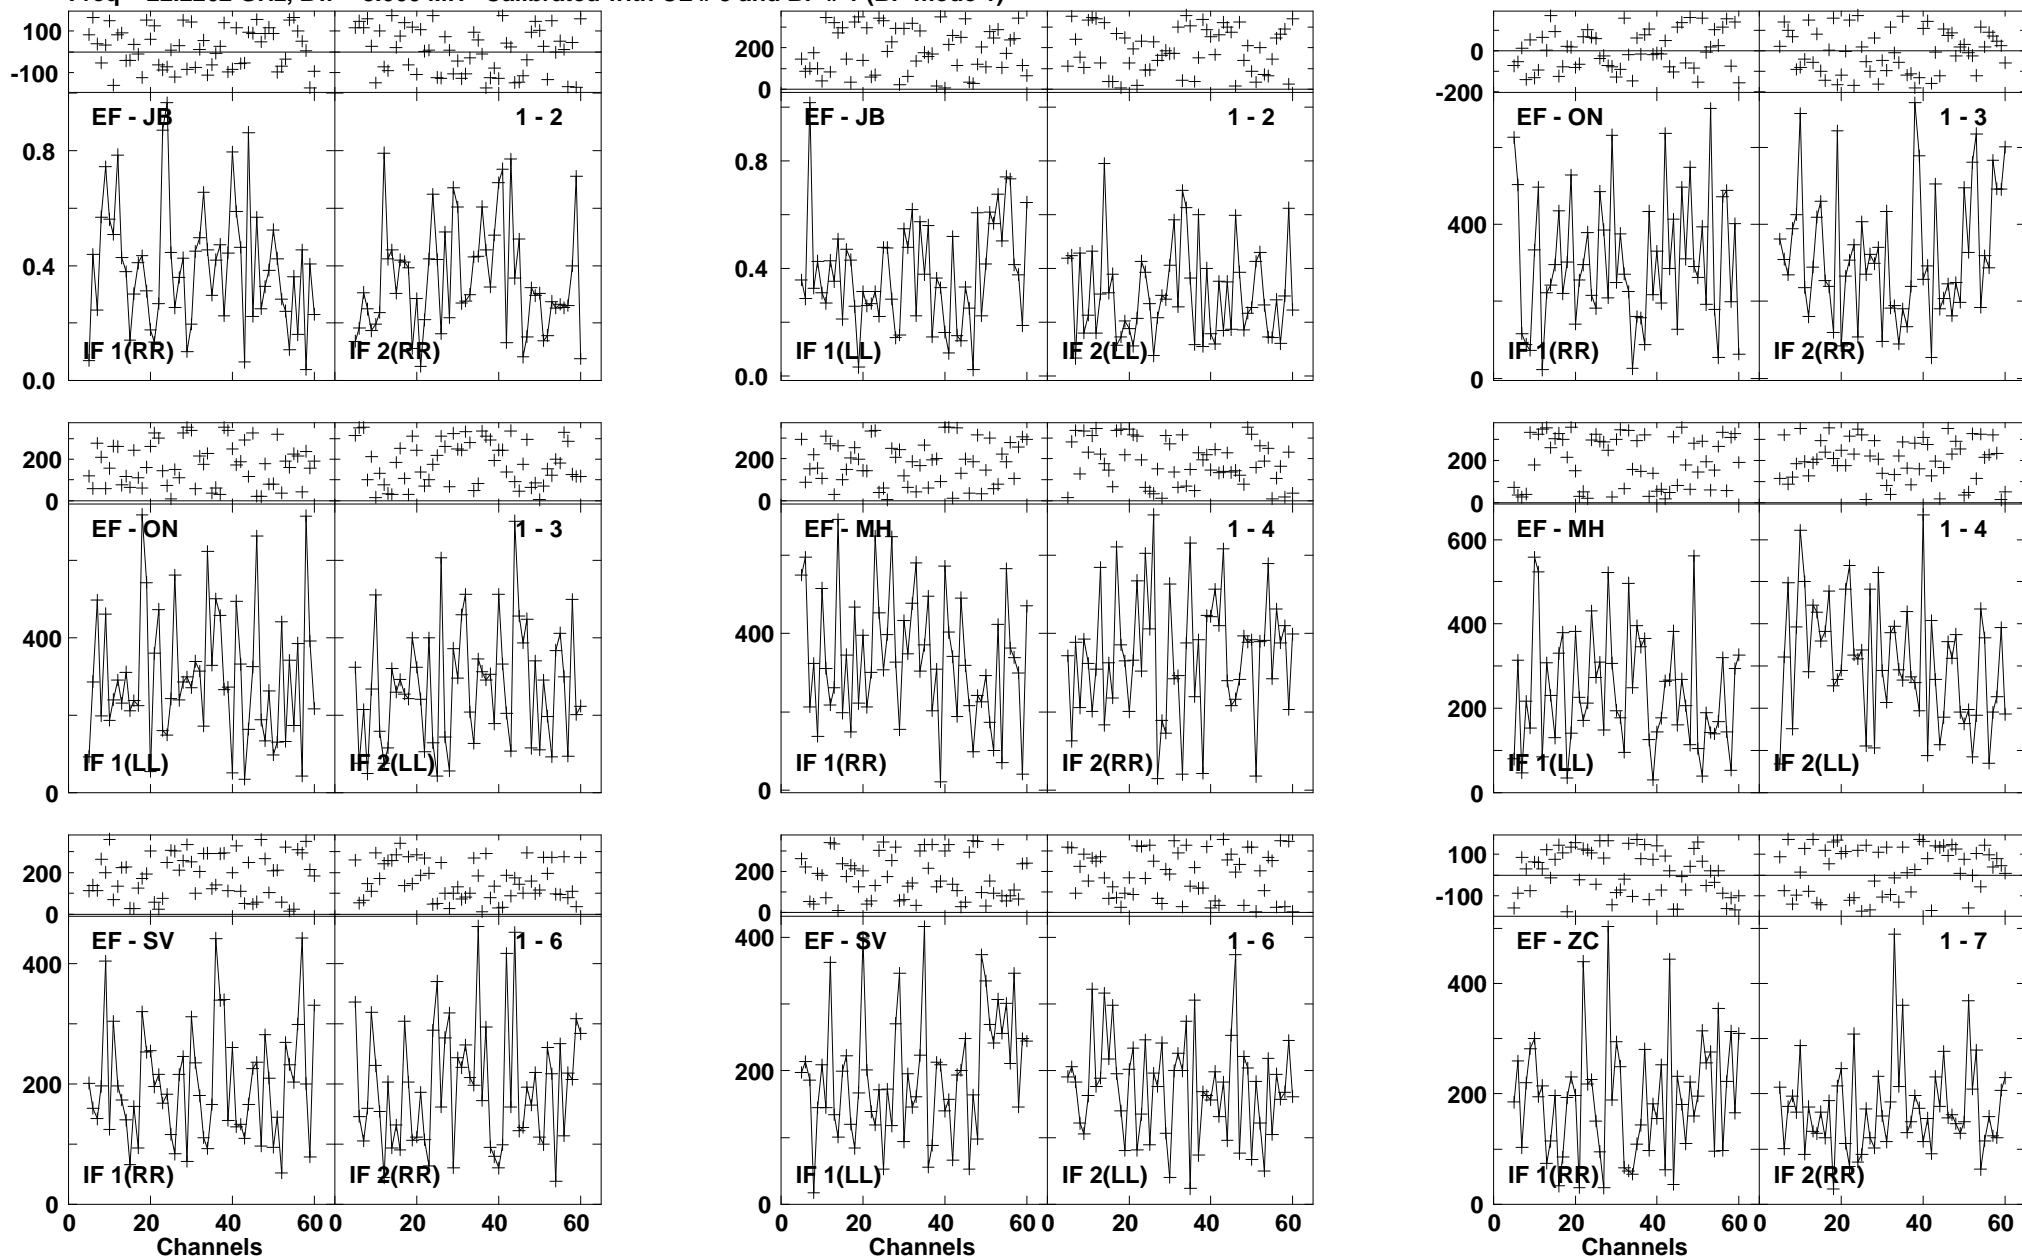 100
-100
EF - JB
1 - 2
0.8
0.4
0.0
IF 1(RR)
IF 2(RR)
200
0
EF - JB
1 - 2
0.8
0.4
0.0
IF 1(LL)
IF 2(LL)
0
-200
EF - ON
1 - 3
400
0
IF 1(RR)
IF 2(RR)
200
0
EF - ON
1 - 3
400
0
IF 1(LL)
IF 2(LL)
200
0
EF - MH
1 - 4
400
0
IF 1(RR)
IF 2(RR)
200
0
EF - MH
1 - 4
600
400
200
0
IF 1(LL)
IF 2(LL)
200
0
EF - SV
1 - 6
400
200
0
IF 1(RR)
IF 2(RR)
0 20 40 60 0 20 40 60
Channels
200
0
EF - SV
1 - 6
400
200
0
IF 1(LL)
IF 2(LL)
0 20 40 60 0 20 40 60
Channels
100
-100
EF - ZC
1 - 7
400
200
0
IF 1(RR)
IF 2(RR)
0 20 40 60 0 20 40 60
Channels